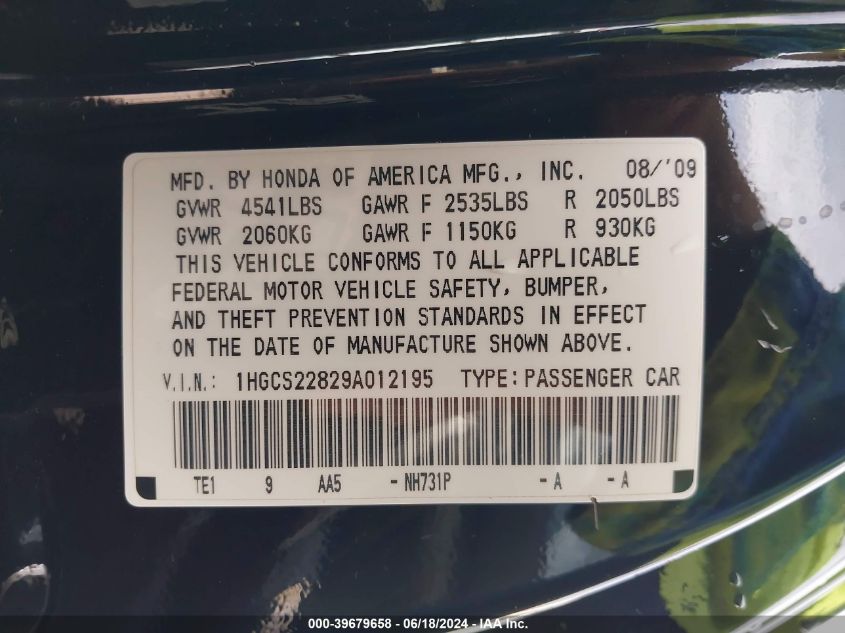 MFD. BY HONDA OF AMERICA MFG., INC. 08/'09
GVWR 4541LBS GAWR F 2535LBS R 2050LBS
GVWR 2060KG GAWR F 1150KG R 930KG
THIS VEHICLE CONFORMS TO ALL APPLICABLE
FEDERAL MOTOR VEHICLE SAFETY, BUMPER,
AND THEFT PREVENTION STANDARDS IN EFFECT
ON THE DATE OF MANUFACTURE SHOWN ABOVE.
V.I.N.: 1HGCS22829A012195 TYPE:PASSENGER CAR
TE1 9 AA5 -NH731P -A -A
000-39679658 - 06/18/2024 - IAA Inc.